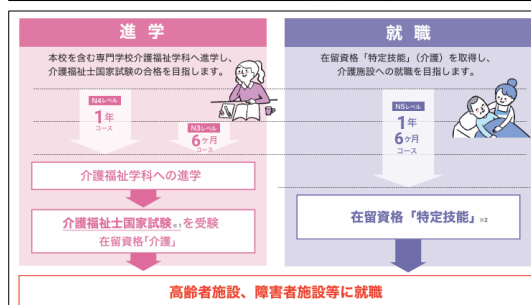 進 学
本校を含む専門学校介護福祉学科へ進学し、
介護福祉士国家試験の合格を目指します。
N4レベル
1年
コース
N3レベル
6ヶ月
コース
介護福祉学科への進学
介護福祉士国家試験※1を受験
在留資格「介護」
就 職
在留資格「特定技能」（介護）を取得し、
介護施設への就職を目指します。
N5レベル
1年
6ヶ月
コース
在留資格「特定技能」※2
高齢者施設、障害者施設等に就職